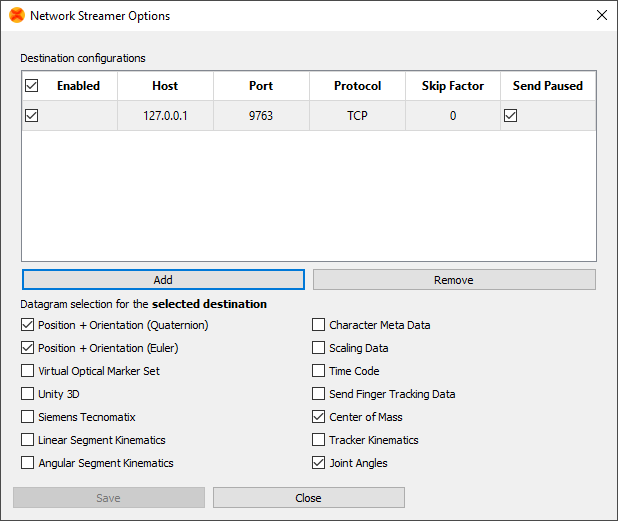 Network Streamer Options
Destination configurations
Enabled Host Port Protocol Skip Factor Send Paused
127.0.0.1 9763 TCP 0
Add Remove
Datagram selection for the selected destination
Position + Orientation (Quaternion) Character Meta Data
Position + Orientation (Euler) Scaling Data
Virtual Optical Marker Set Time Code
Unity 3D Send Finger Tracking Data
Siemens Tecnomatix Center of Mass
Linear Segment Kinematics Tracker Kinematics
Angular Segment Kinematics Joint Angles
Save Close